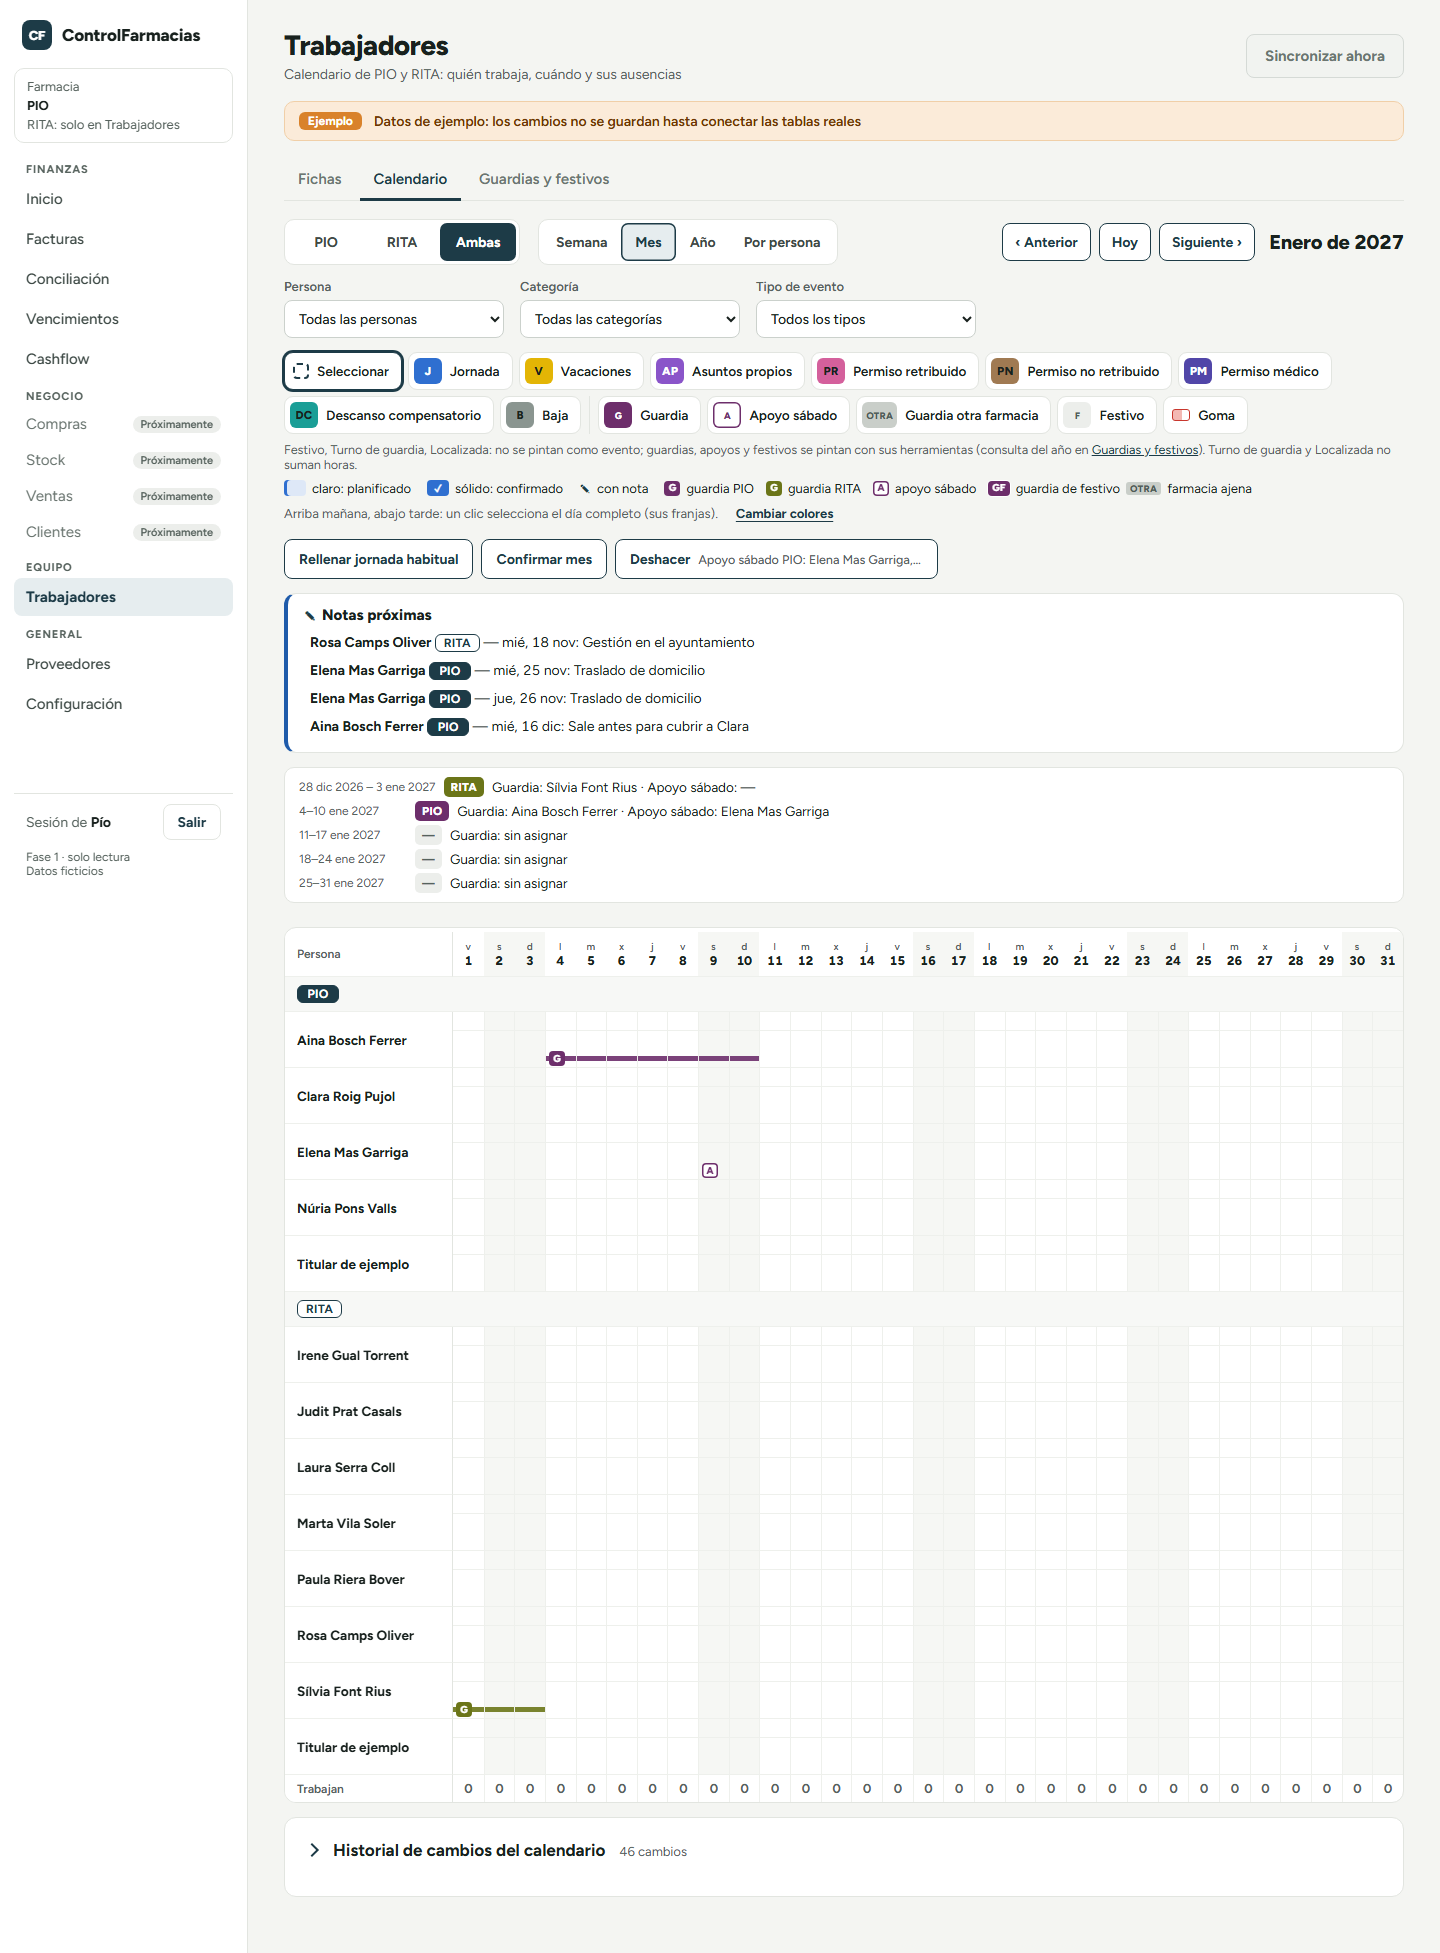 CF ControlFarmacias
Farmacia
PIO
RITA: solo en Trabajadores
FINANZAS
Inicio
Facturas
Conciliación
Vencimientos
Cashflow
NEGOCIO
Compras Próximamente
Stock Próximamente
Ventas Próximamente
Clientes Próximamente
EQUIPO
Trabajadores
GENERAL
Proveedores
Configuración
Sesión de Pío Salir
Fase 1 · solo lectura
Datos ficticios
Trabajadores
Calendario de PIO y RITA: quién trabaja, cuándo y sus ausencias
Sincronizar ahora
Ejemplo Datos de ejemplo: los cambios no se guardan hasta conectar las tablas reales
Fichas Calendario Guardias y festivos
PIO RITA Ambas Semana Mes Año Por persona ‹ Anterior Hoy Siguiente › Enero de 2027
Persona Categoría Tipo de evento
Todas las personas Todas las categorías Todos los tipos
Seleccionar J Jornada V Vacaciones AP Asuntos propios PR Permiso retribuido PN Permiso no retribuido PM Permiso médico
DC Descanso compensatorio B Baja G Guardia A Apoyo sábado OTRA Guardia otra farmacia F Festivo Goma
Festivo, Turno de guardia, Localizada: no se pintan como evento; guardias, apoyos y festivos se pintan con sus herramientas (consulta del año en Guardias y festivos). Turno de guardia y Localizada no
suman horas.
claro: planificado ✓ sólido: confirmado con nota G guardia PIO G guardia RITA A apoyo sábado GF guardia de festivo OTRA farmacia ajena
Arriba mañana, abajo tarde: un clic selecciona el día completo (sus franjas). Cambiar colores
Rellenar jornada habitual Confirmar mes Deshacer Apoyo sábado PIO: Elena Mas Garriga,...
Notas próximas
Rosa Camps Oliver RITA — mié, 18 nov: Gestión en el ayuntamiento
Elena Mas Garriga PIO — mié, 25 nov: Traslado de domicilio
Elena Mas Garriga PIO — jue, 26 nov: Traslado de domicilio
Aina Bosch Ferrer PIO — mié, 16 dic: Sale antes para cubrir a Clara
28 dic 2026 – 3 ene 2027 RITA Guardia: Sílvia Font Rius · Apoyo sábado: —
4–10 ene 2027 PIO Guardia: Aina Bosch Ferrer · Apoyo sábado: Elena Mas Garriga
11–17 ene 2027 — Guardia: sin asignar
18–24 ene 2027 — Guardia: sin asignar
25–31 ene 2027 — Guardia: sin asignar
v s d l m x j v s d l m x j v s d l m x j v s d l m x j v s d
Persona 1 2 3 4 5 6 7 8 9 10 11 12 13 14 15 16 17 18 19 20 21 22 23 24 25 26 27 28 29 30 31
PIO
Aina Bosch Ferrer
G
Clara Roig Pujol
Elena Mas Garriga
A
Núria Pons Valls
Titular de ejemplo
RITA
Irene Gual Torrent
Judit Prat Casals
Laura Serra Coll
Marta Vila Soler
Paula Riera Bover
Rosa Camps Oliver
Sílvia Font Rius
G
Titular de ejemplo
Trabajan 0 0 0 0 0 0 0 0 0 0 0 0 0 0 0 0 0 0 0 0 0 0 0 0 0 0 0 0 0 0 0
Historial de cambios del calendario 46 cambios